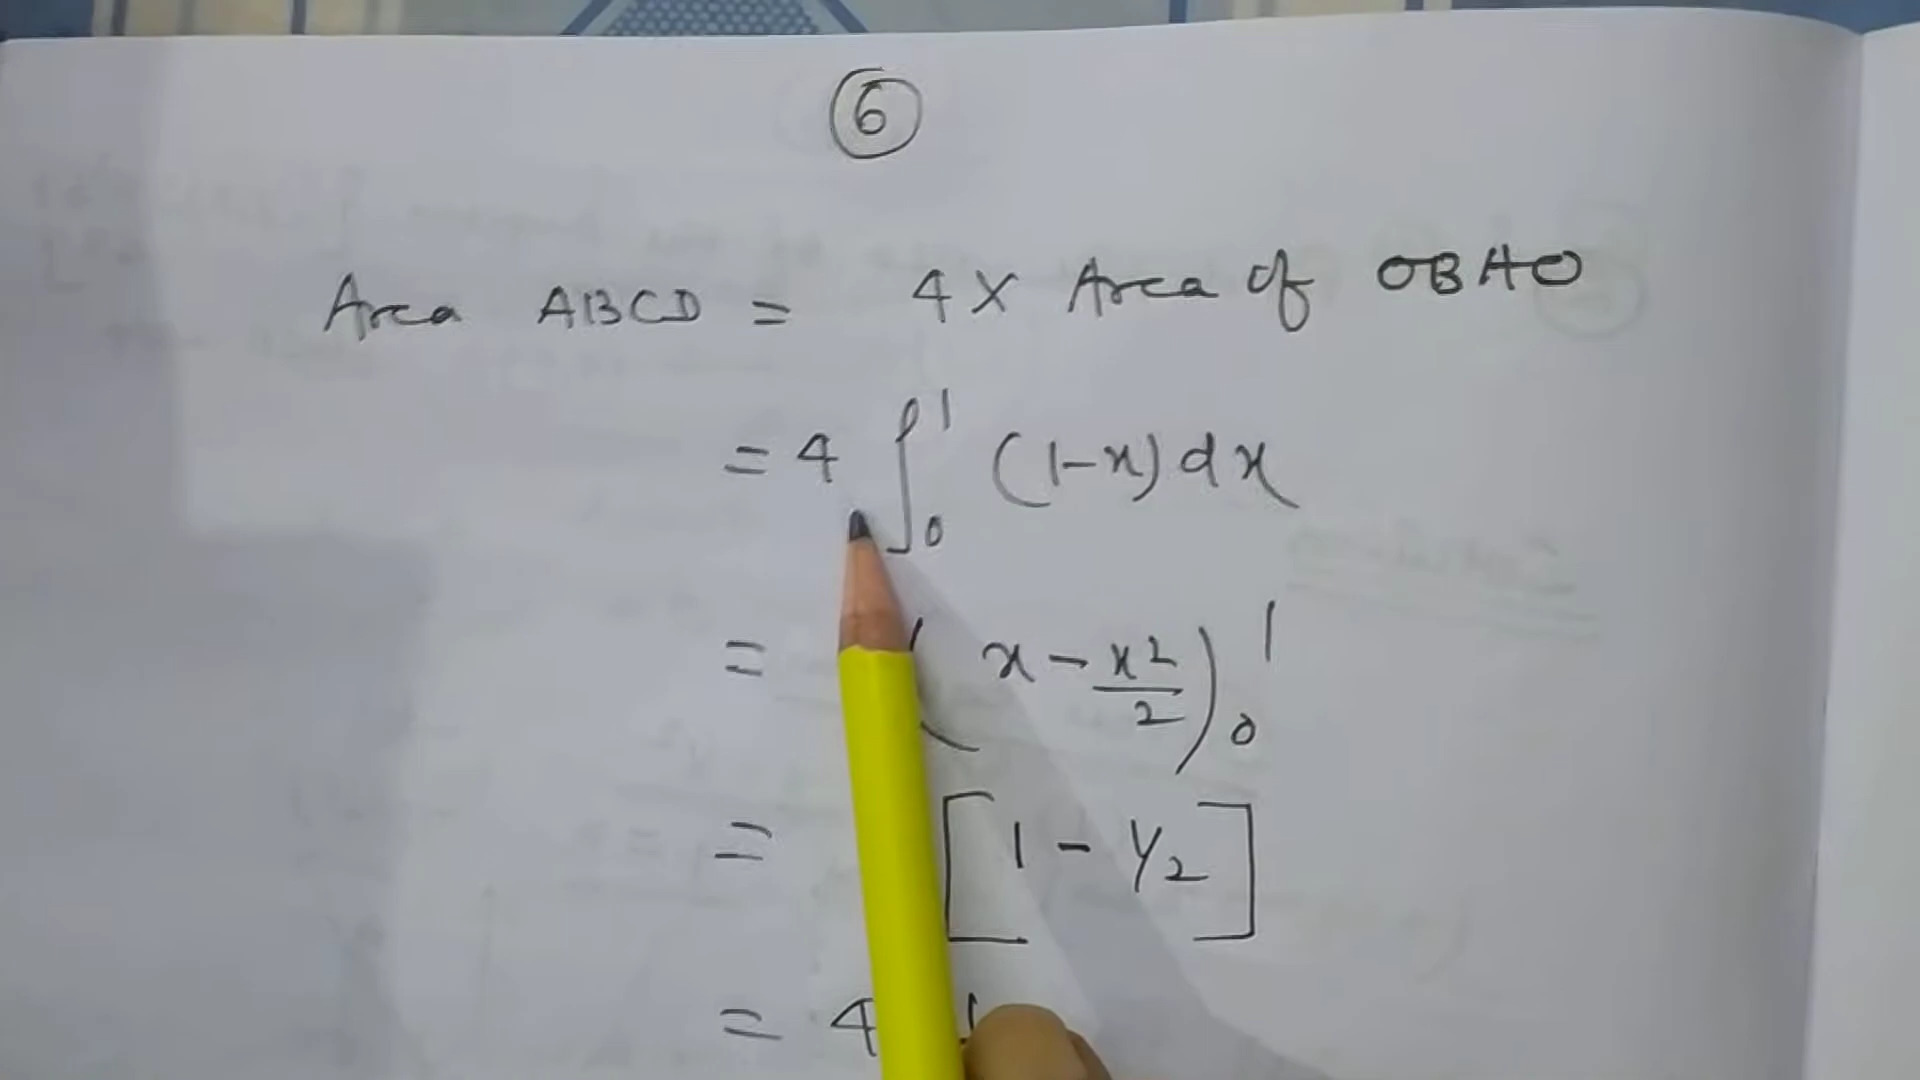 6
Area ABCD = 4 X Area of OBAO
= 4 ∫₀¹ (1-x) dx
= ( x - x²/2 )₀¹
= [ 1 - 1/2 ]
= 4